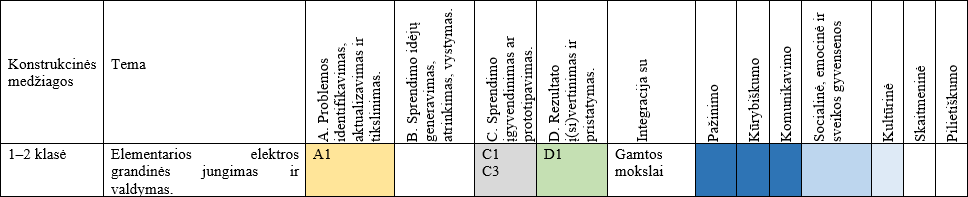 Konstrukcinės
medžiagos
Tema
A. Problemos
identifikavimas,
aktualizavimas ir
tikslinimas.
B. Sprendimo idėjų
generavimas,
atrinkimas, vystymas.
C. Sprendimo
įgyvendinimas ar
prototipavimas.
D. Rezultato
į(si)vertinimas ir
pristatymas.
Integracija su
Pažinimo
Kūrybiškumo
Komunikavimo
Socialinė, emocinė ir
sveikos gyvensenos
Kultūrinė
Skaitmeninė
Pilietiškumo
1–2 klasė
Elementarios elektros
grandinės jungimas ir
valdymas.
A1
C1
C3
D1
Gamtos
mokslai